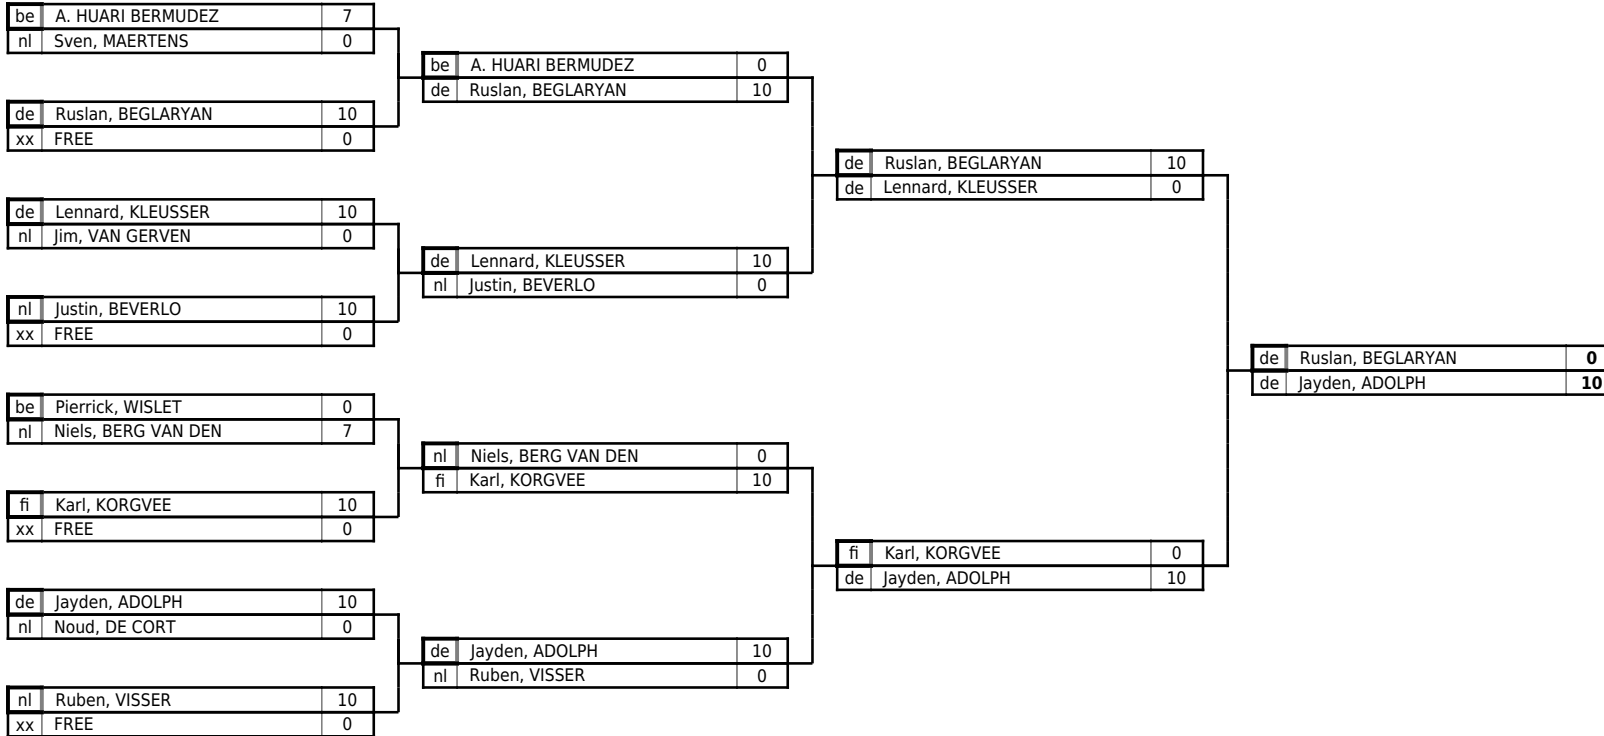 be A. HUARI BERMUDEZ 7
nl Sven, MAERTENS 0
de Ruslan, BEGLARYAN 10
xx FREE 0
de Lennard, KLEUSSER 10
nl Jim, VAN GERVEN 0
nl Justin, BEVERLO 10
xx FREE 0
be Pierrick, WISLET 0
nl Niels, BERG VAN DEN 7
fi Karl, KORGVEE 10
xx FREE 0
de Jayden, ADOLPH 10
nl Noud, DE CORT 0
nl Ruben, VISSER 10
xx FREE 0
be A. HUARI BERMUDEZ 0
de Ruslan, BEGLARYAN 10
de Lennard, KLEUSSER 10
nl Justin, BEVERLO 0
nl Niels, BERG VAN DEN 0
fi Karl, KORGVEE 10
de Jayden, ADOLPH 10
nl Ruben, VISSER 0
de Ruslan, BEGLARYAN 10
de Lennard, KLEUSSER 0
fi Karl, KORGVEE 0
de Jayden, ADOLPH 10
de Ruslan, BEGLARYAN 0
de Jayden, ADOLPH 10